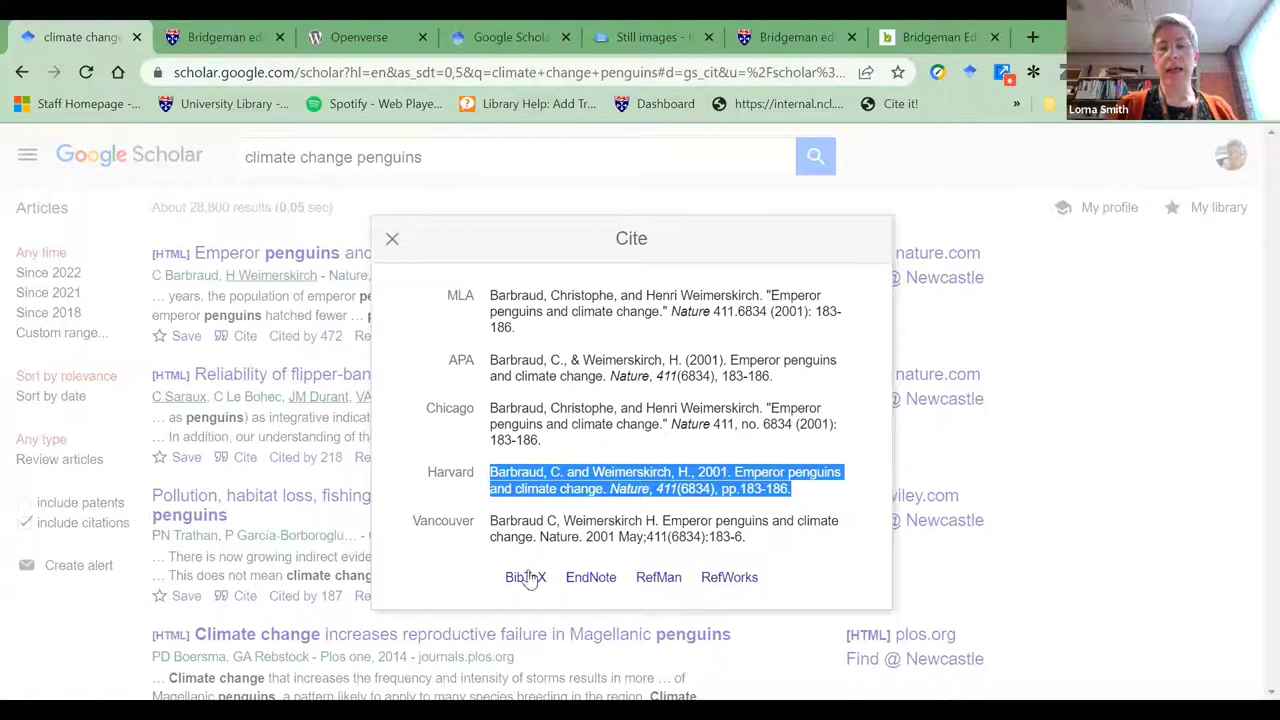 climate change
Bridgeman ed
Openverse
Google Schola
Still images - (
Bridgeman ed
Bridgeman Ed
scholar.google.com/scholar?hl=en&as_sdt=0,5&q=climate+change+penguins#d=gs_cit&u=%2Fscholar%3...
Staff Homepage -...
University Library -...
Spotify - Web Playe...
Library Help: Add Tr...
Dashboard
https://internal.ncl...
Cite it!
»
Lorna Smith
Google Scholar
climate change penguins
Articles
About 28,800 results (0.05 sec)
My profile
My library
Any time
Since 2022
Since 2021
Since 2018
Custom range...
Sort by relevance
Sort by date
Any type
Review articles
include patents
include citations
Create alert
[HTML] Emperor penguins and
C Barbraud, H Weimerskirch - Nature,
... years, the population of emperor pe
emperor penguins hatched fewer ...
Save Cite Cited by 472 Re
nature.com
@ Newcastle
[HTML] Reliability of flipper-ban
C Saraux, C Le Bohec, JM Durant, VA
... as penguins) as integrative indicat
... In addition, our understanding of the
Save Cite Cited by 218 Re
nature.com
@ Newcastle
Pollution, habitat loss, fishing
penguins
PN Trathan, P García-Borboroglu...
... There is now growing indirect evide
... This does not mean climate chang
Save Cite Cited by 187 Re
wiley.com
@ Newcastle
[HTML] Climate change increases reproductive failure in Magellanic penguins
PD Boersma, GA Rebstock - Plos one, 2014 - journals.plos.org
... Climate change that increases the frequency and intensity of storms results in more ... of
Magellanic penguins, a pattern likely to apply to many species breeding in the region. Climate
[HTML] plos.org
Find @ Newcastle
Cite
MLA
Barbraud, Christophe, and Henri Weimerskirch. "Emperor
penguins and climate change." Nature 411.6834 (2001): 183-
186.
APA
Barbraud, C., & Weimerskirch, H. (2001). Emperor penguins
and climate change. Nature, 411(6834), 183-186.
Chicago
Barbraud, Christophe, and Henri Weimerskirch. "Emperor
penguins and climate change." Nature 411, no. 6834 (2001):
183-186.
Harvard
Barbraud, C. and Weimerskirch, H., 2001. Emperor penguins
and climate change. Nature, 411(6834), pp.183-186.
Vancouver
Barbraud C, Weimerskirch H. Emperor penguins and climate
change. Nature. 2001 May;411(6834):183-6.
BibTeX EndNote RefMan RefWorks